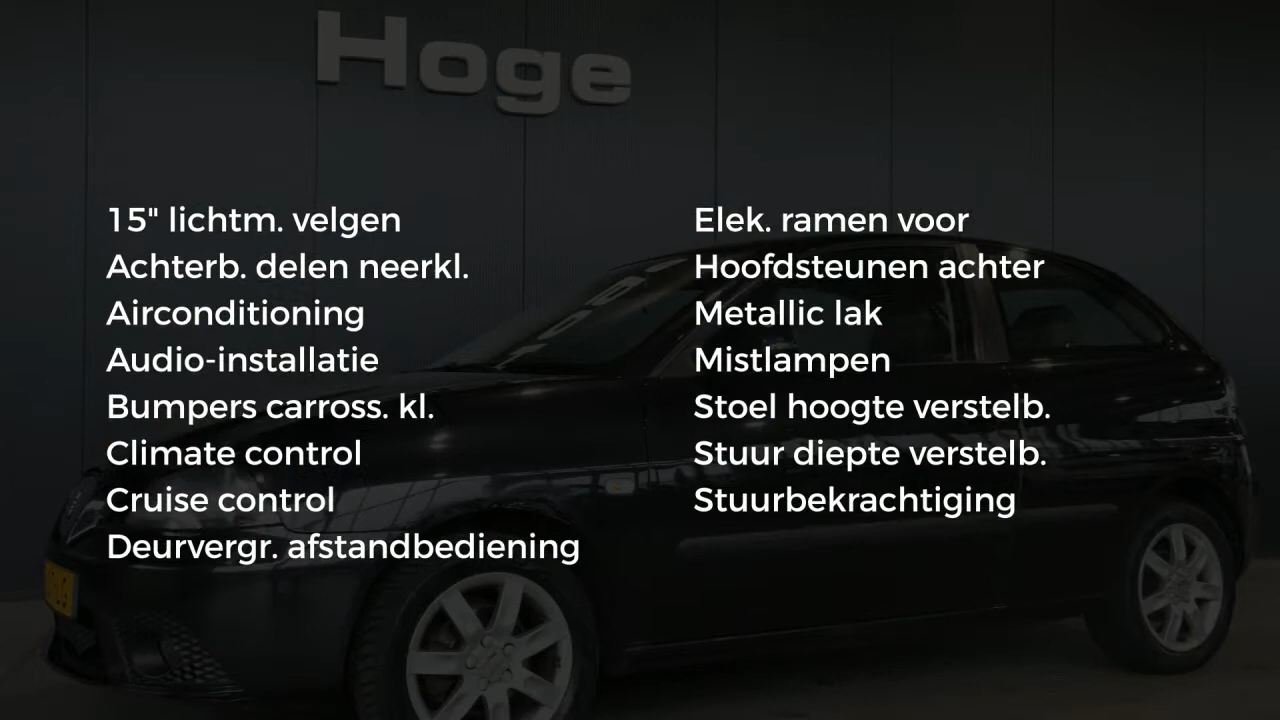 Hoge
15" lichtm. velgen
Achterb. delen neerkl.
Airconditioning
Audio-installatie
Bumpers carross. kl.
Climate control
Cruise control
Deurvergr. afstandbediening
Elek. ramen voor
Hoofdsteunen achter
Metallic lak
Mistlampen
Stoel hoogte verstelb.
Stuur diepte verstelb.
Stuurbekrachtiging